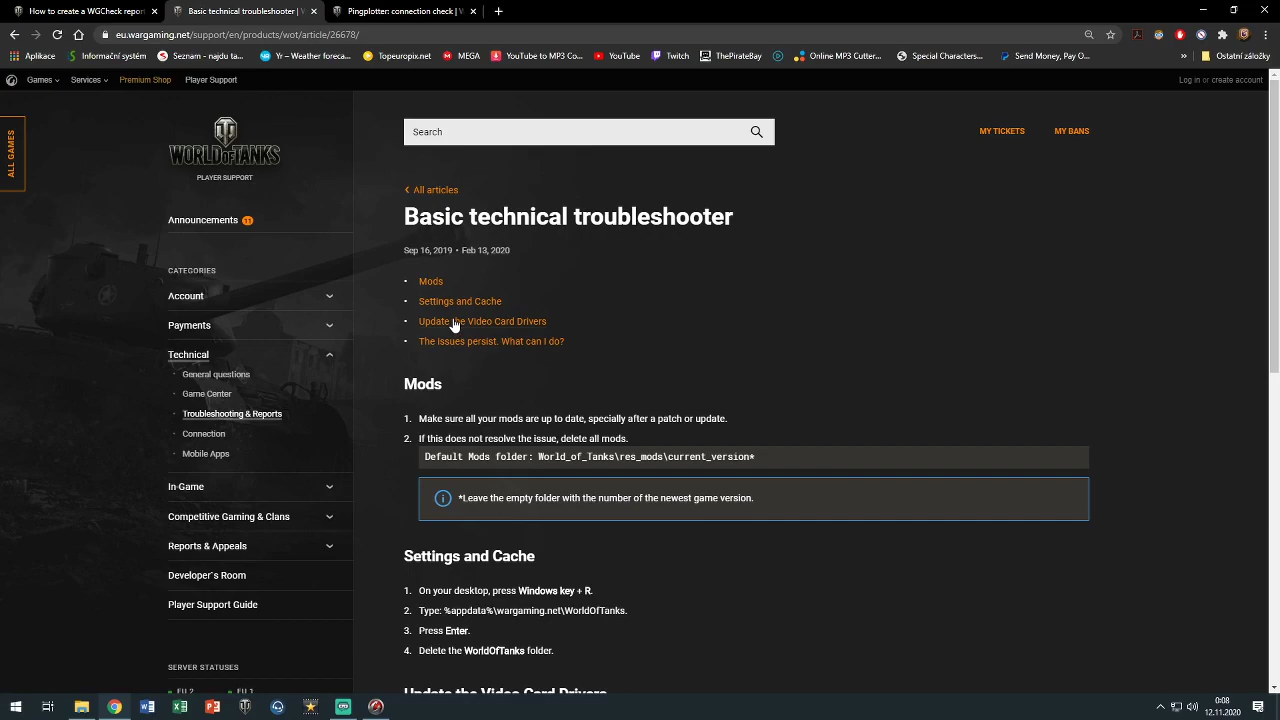 How to create a WGCheck report
Basic technical troubleshooter |
Pingplotter connection check | V
eu.wargaming.net/support/products/wot/article/26678/
Aplikace
Informační systém
Seznam – najdu ta...
Yr – Weather foreca...
Topeuropix.net
MEGA
YouTube to MP3 Co...
YouTube
Twitch
ThePirateBay
Online MP3 Cutter...
Special Characters...
Send Money, Pay O...
»
Ostatní záložky
Games
Services
Premium Shop
Player Support
Log in or create account
ALL GAMES
WORLD OF TANKS
PLAYER SUPPORT
Announcements 11
CATEGORIES
Account
Payments
Technical
General questions
Game Center
Troubleshooting & Reports
Connection
Mobile Apps
In-Game
Competitive Gaming & Clans
Reports & Appeals
Developer`s Room
Player Support Guide
SERVER STATUSES
EU 2
EU 1
Search
MY TICKETS
MY BANS
‹ All articles
Basic technical troubleshooter
Sep 16, 2019 • Feb 13, 2020
• Mods
• Settings and Cache
• Update the Video Card Drivers
• The issues persist. What can I do?
Mods
1. Make sure all your mods are up to date, specially after a patch or update.
2. If this does not resolve the issue, delete all mods.
Default Mods folder: World_of_Tanks\res_mods\current_version*
*Leave the empty folder with the number of the newest game version.
Settings and Cache
1. On your desktop, press Windows key + R.
2. Type: %appdata%\wargaming.net\WorldOfTanks.
3. Press Enter.
4. Delete the WorldOfTanks folder.
Update the Video Card Drivers
0:08
12.11.2020